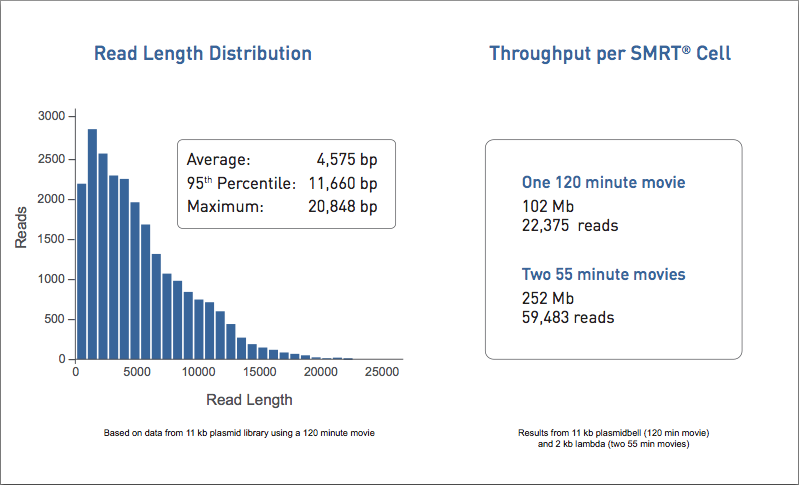 Read Length Distribution
3000
2500
2000
1500
1000
500
0
Reads
0 5000 10000 15000 20000 25000
Read Length
Average: 4,575 bp
95th Percentile: 11,660 bp
Maximum: 20,848 bp
Based on data from 11 kb plasmid library using a 120 minute movie
Throughput per SMRT® Cell
One 120 minute movie
102 Mb
22,375 reads
Two 55 minute movies
252 Mb
59,483 reads
Results from 11 kb plasmidbell (120 min movie)
and 2 kb lambda (two 55 min movies)